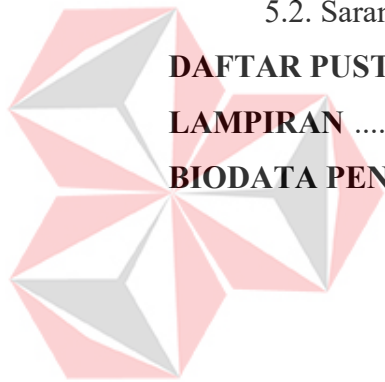 5.2. Saran
DAFTAR PUST
LAMPIRAN ....
BIODATA PEN